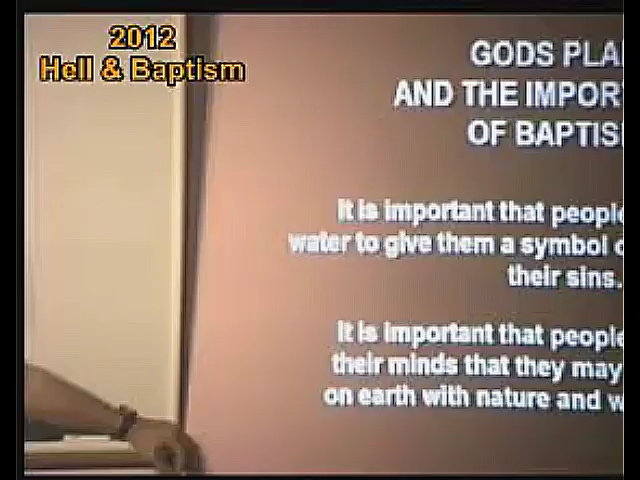 2012
Hell & Baptism
GODS PLA
AND THE IMPOR
OF BAPTIS
It is important that people
water to give them a symbol o
their sins.
It is important that people
their minds that they may
on earth with nature and w